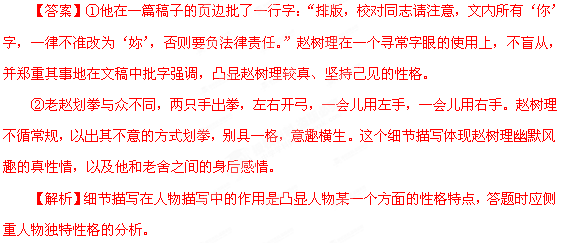 【答案】①他在一篇稿子的页边批了一行字：“排版，校对同志请注意，文内所有‘你’
字，一律不准改为‘妳’，否则要负法律责任。”赵树理在一个寻常字眼的使用上，不盲从，
并郑重其事地在文稿中批字强调，凸显赵树理较真、坚持己见的性格。
②老赵划拳与众不同，两只手出拳，左右开弓，一会儿用左手，一会儿用右手。赵树理
不循常规，以出其不意的方式划拳，别具一格，意趣横生。这个细节描写体现赵树理幽默风
趣的真性情，以及他和老舍之间的身后感情。
【解析】细节描写在人物描写中的作用是凸显人物某一个方面的性格特点，答题时应侧
重人物独特性格的分析。